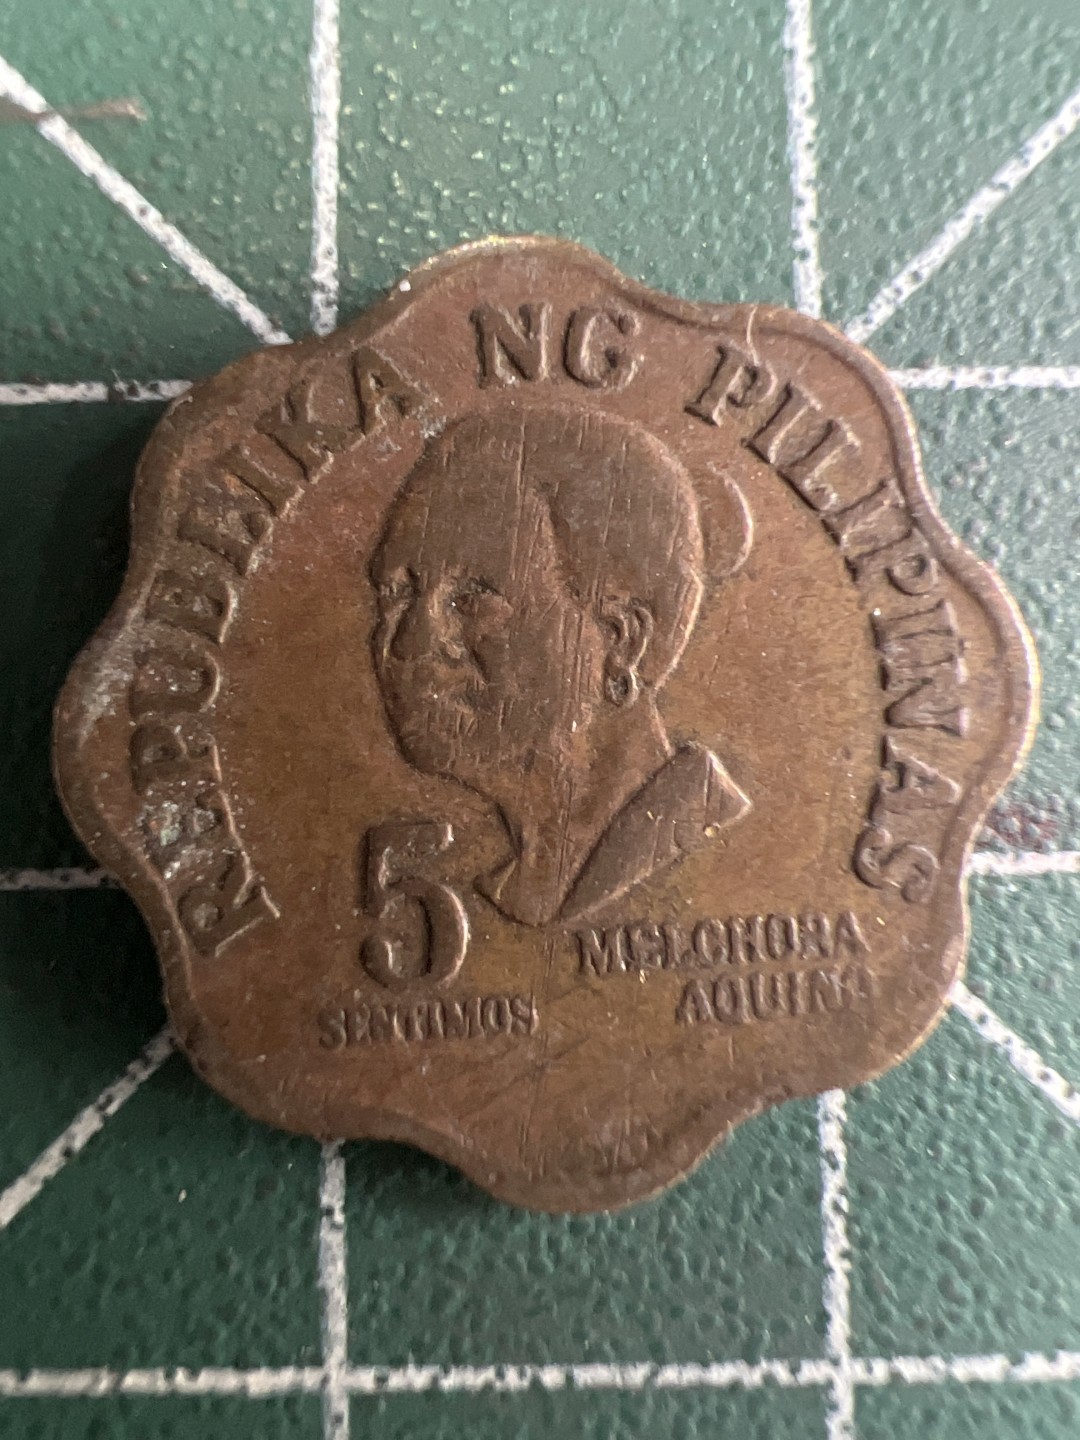 REPUBLIKA NG PILIPINAS
5
SENTIMOS
MELCHORA
AQUINO